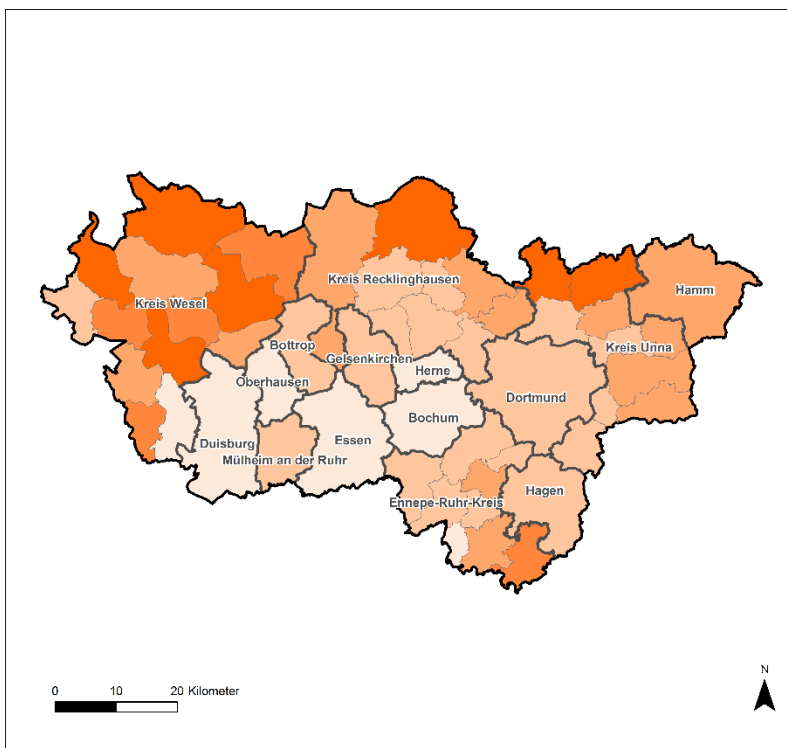 Kreis Recklinghausen
Hamm
Kreis Wesel
Bottrop
Gelsenkirchen
Kreis Unna
Herne
Oberhausen
Dortmund
Bochum
Duisburg
Essen
Mülheim an der Ruhr
Hagen
Ennepe-Ruhr-Kreis
N
0 10 20 Kilometer